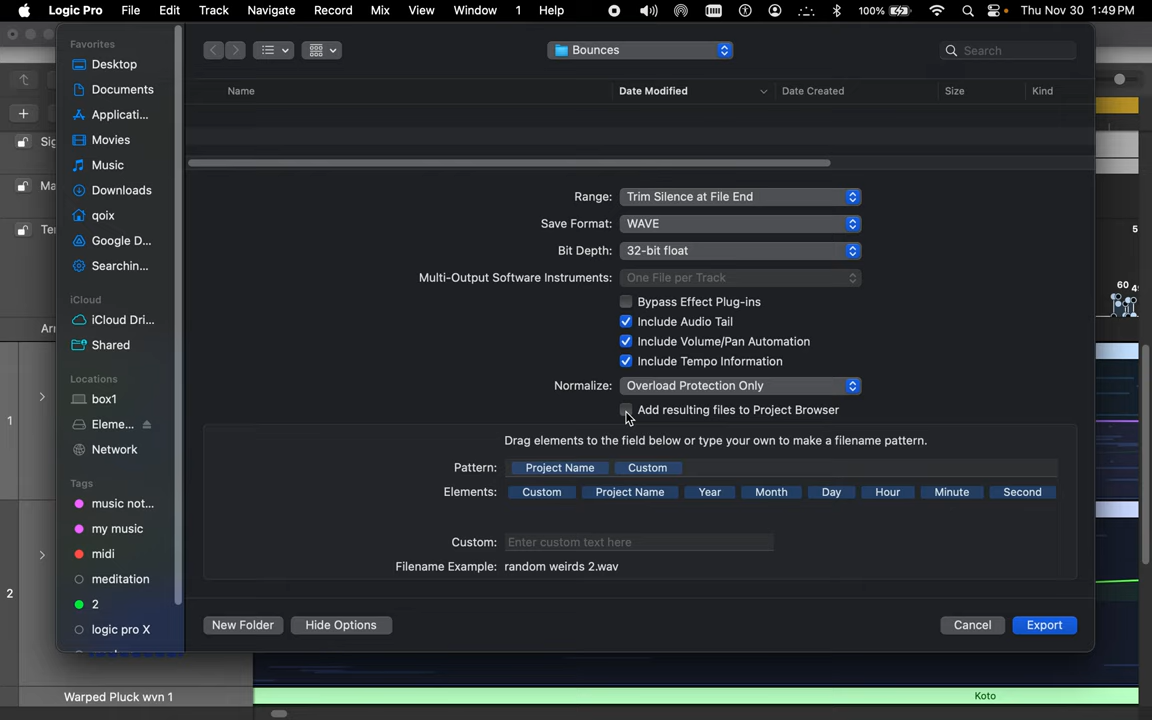 Logic Pro File Edit Track Navigate Record Mix View Window 1 Help 100% Thu Nov 30 1:49 PM
Favorites
Desktop
Documents
Applicati...
Movies
Music
Downloads
qoix
Google D...
Searchin...
iCloud
iCloud Dri...
Shared
Locations
box1
Eleme...
Network
Tags
music not...
my music
midi
meditation
2
logic pro X
Bounces
Search
Name Date Modified Date Created Size Kind
Range: Trim Silence at File End
Save Format: WAVE
Bit Depth: 32-bit float
Multi-Output Software Instruments: One File per Track
Bypass Effect Plug-ins
Include Audio Tail
Include Volume/Pan Automation
Include Tempo Information
Normalize: Overload Protection Only
Add resulting files to Project Browser
Drag elements to the field below or type your own to make a filename pattern.
Pattern: Project Name Custom
Elements: Custom Project Name Year Month Day Hour Minute Second
Custom: Enter custom text here
Filename Example: random weirds 2.wav
New Folder Hide Options Cancel Export
Sig
Ma
Te
5
60
Ar
1
2
Warped Pluck wvn 1
Koto